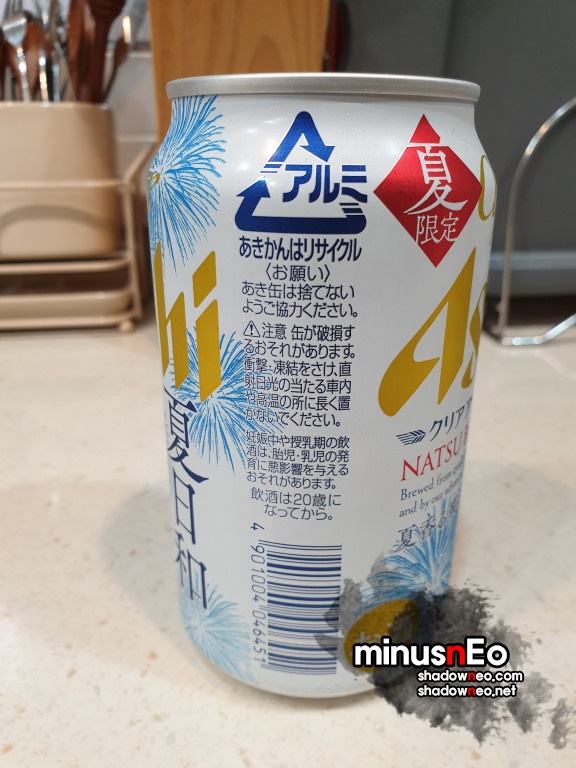 アルミ
あきかんはリサイクル
〈お願い〉
あき缶は捨てない
ようご協力ください。
⚠注意 缶が破損す
るおそれがあります。
衝撃・凍結をさけ、直
射日光の当たる車内
や高温の所に長く置
かないでください。
妊娠中や授乳期の飲
酒は、胎児・乳児の発
育に悪影響を与える
おそれがあります。
飲酒は20歳に
なってから。
4 901004 046451
hi
夏日和
夏
限定
As
クリアア
NATSU
Brewed from
and by our
夏
minusnEo
shadowneo.com
shadowneo.net